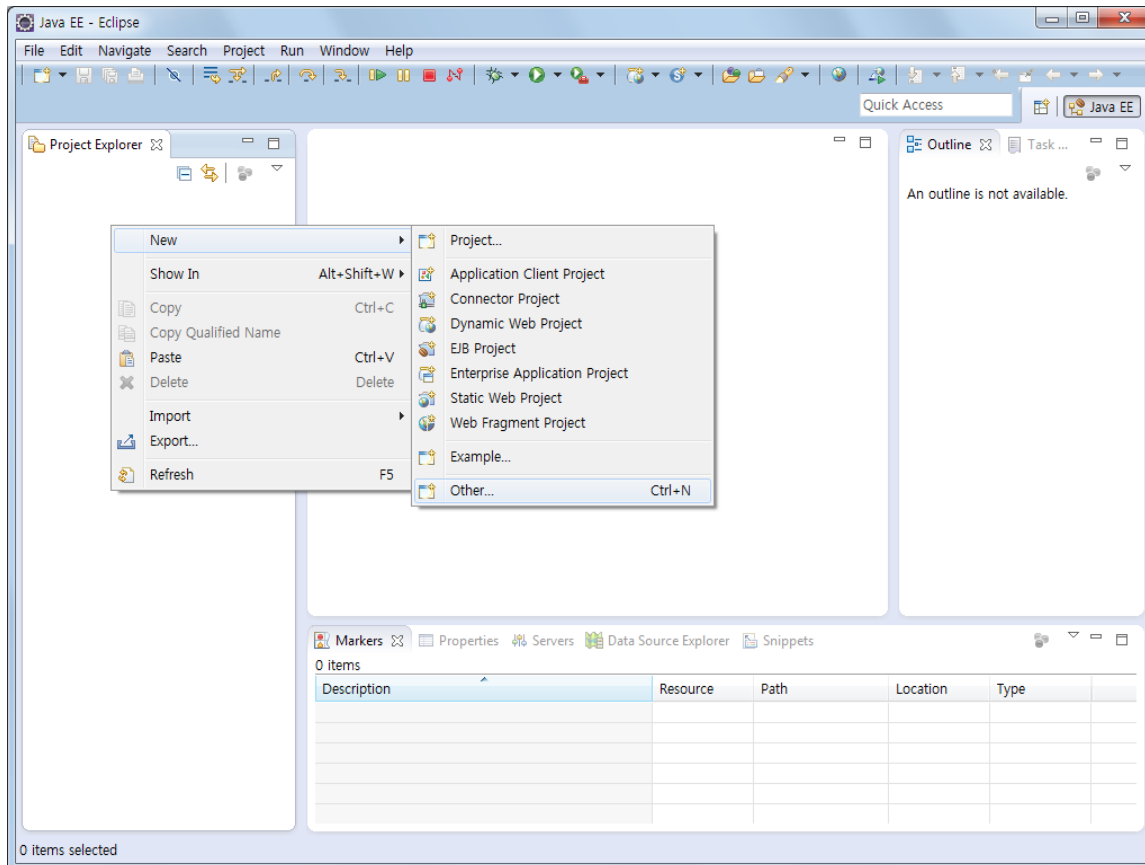 Java EE - Eclipse
File Edit Navigate Search Project Run Window Help
Quick Access Java EE
Project Explorer
Outline Task ...
An outline is not available.
New
Show In Alt+Shift+W
Copy Ctrl+C
Copy Qualified Name
Paste Ctrl+V
Delete Delete
Import
Export...
Refresh F5
Project...
Application Client Project
Connector Project
Dynamic Web Project
EJB Project
Enterprise Application Project
Static Web Project
Web Fragment Project
Example...
Other... Ctrl+N
Markers Properties Servers Data Source Explorer Snippets
0 items
Description Resource Path Location Type
0 items selected